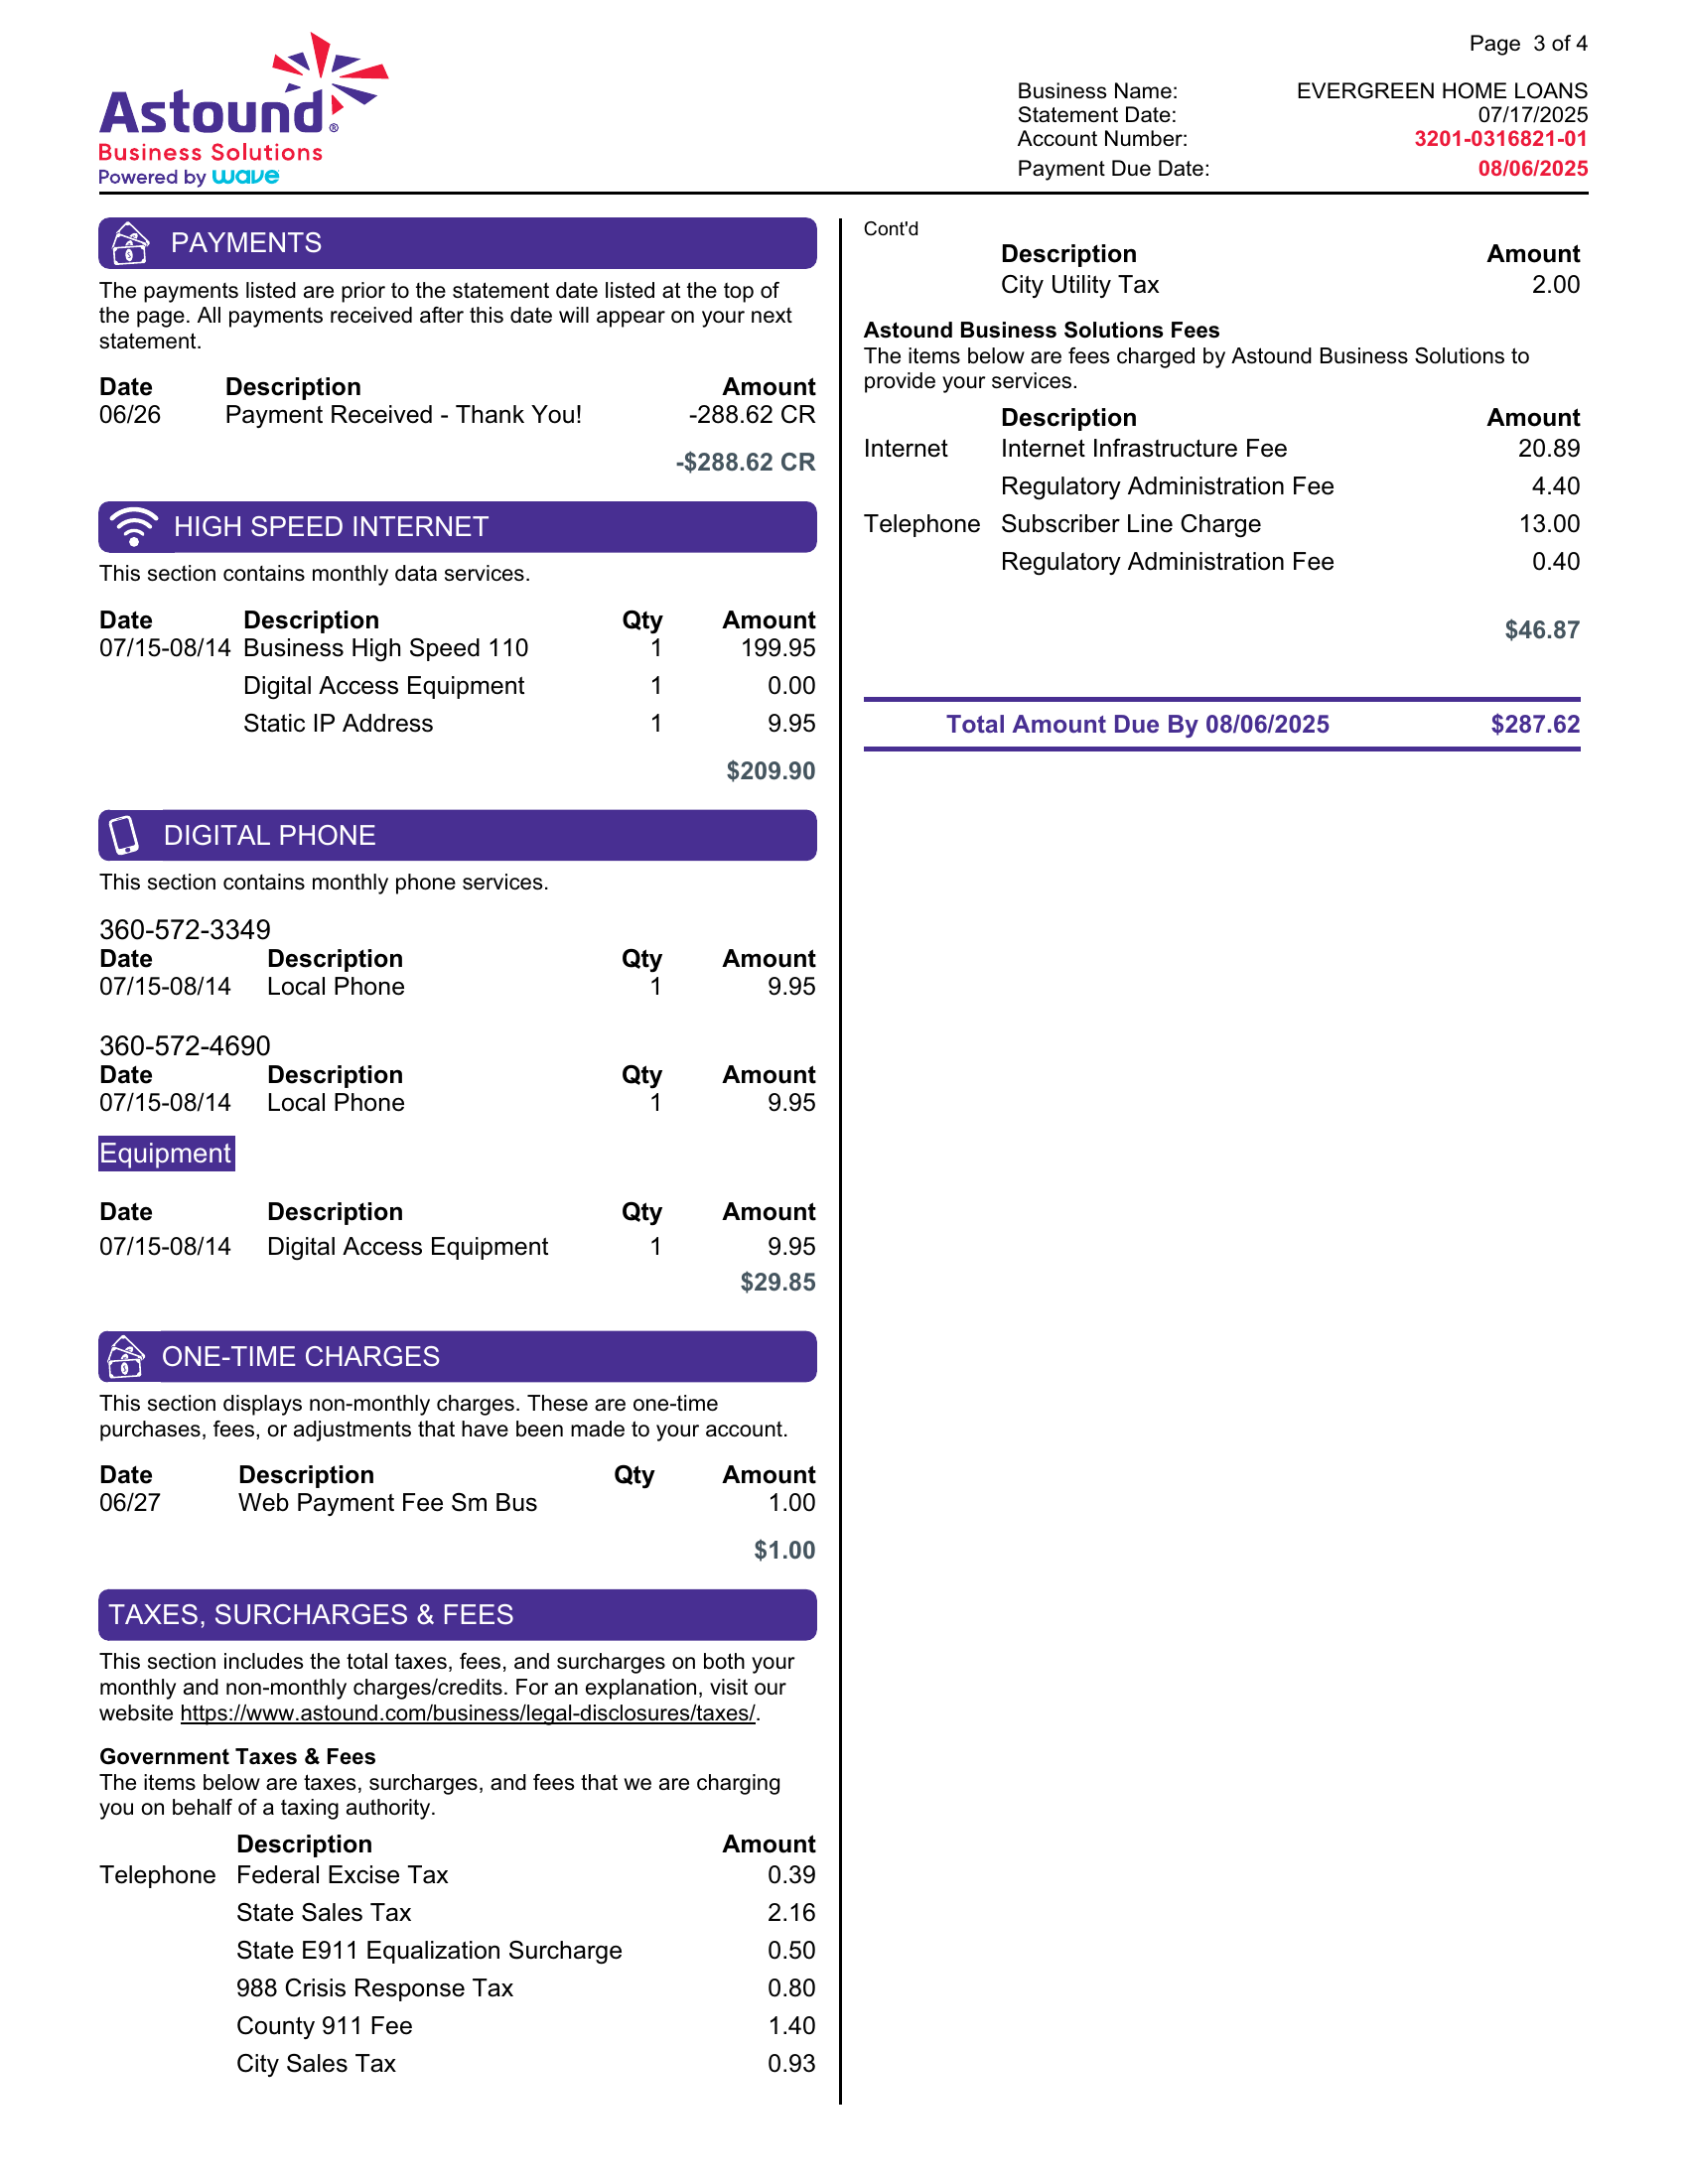 Astound®
Business Solutions
Powered by wave
Page 3 of 4
Business Name: EVERGREEN HOME LOANS
Statement Date: 07/17/2025
Account Number: 3201-0316821-01
Payment Due Date: 08/06/2025
PAYMENTS
The payments listed are prior to the statement date listed at the top of
the page. All payments received after this date will appear on your next
statement.
Date Description Amount
06/26 Payment Received - Thank You! -288.62 CR
-$288.62 CR
HIGH SPEED INTERNET
This section contains monthly data services.
Date Description Qty Amount
07/15-08/14 Business High Speed 110 1 199.95
Digital Access Equipment 1 0.00
Static IP Address 1 9.95
$209.90
DIGITAL PHONE
This section contains monthly phone services.
360-572-3349
Date Description Qty Amount
07/15-08/14 Local Phone 1 9.95
360-572-4690
Date Description Qty Amount
07/15-08/14 Local Phone 1 9.95
Equipment
Date Description Qty Amount
07/15-08/14 Digital Access Equipment 1 9.95
$29.85
ONE-TIME CHARGES
This section displays non-monthly charges. These are one-time
purchases, fees, or adjustments that have been made to your account.
Date Description Qty Amount
06/27 Web Payment Fee Sm Bus 1.00
$1.00
TAXES, SURCHARGES & FEES
This section includes the total taxes, fees, and surcharges on both your
monthly and non-monthly charges/credits. For an explanation, visit our
website https://www.astound.com/business/legal-disclosures/taxes/.
Government Taxes & Fees
The items below are taxes, surcharges, and fees that we are charging
you on behalf of a taxing authority.
Description Amount
Telephone Federal Excise Tax 0.39
State Sales Tax 2.16
State E911 Equalization Surcharge 0.50
988 Crisis Response Tax 0.80
County 911 Fee 1.40
City Sales Tax 0.93
Cont'd
Description Amount
City Utility Tax 2.00
Astound Business Solutions Fees
The items below are fees charged by Astound Business Solutions to
provide your services.
Description Amount
Internet Internet Infrastructure Fee 20.89
Regulatory Administration Fee 4.40
Telephone Subscriber Line Charge 13.00
Regulatory Administration Fee 0.40
$46.87
Total Amount Due By 08/06/2025 $287.62